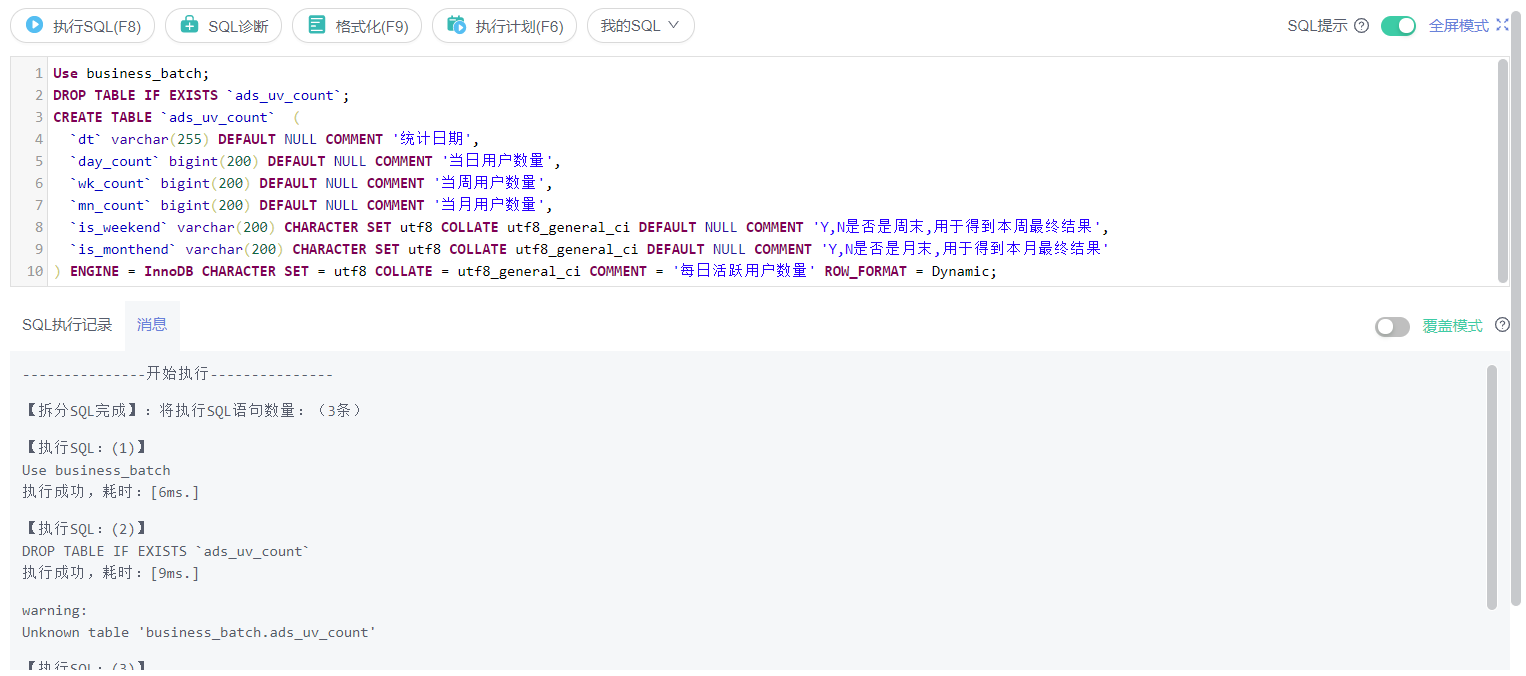 执行SQL(F8) SQL诊断 格式化(F9) 执行计划(F6) 我的SQL SQL提示 全屏模式
1 Use business_batch;
2 DROP TABLE IF EXISTS `ads_uv_count`;
3 CREATE TABLE `ads_uv_count`  (
4   `dt` varchar(255) DEFAULT NULL COMMENT '统计日期',
5   `day_count` bigint(200) DEFAULT NULL COMMENT '当日用户数量',
6   `wk_count` bigint(200) DEFAULT NULL COMMENT '当周用户数量',
7   `mn_count` bigint(200) DEFAULT NULL COMMENT '当月用户数量',
8   `is_weekend` varchar(200) CHARACTER SET utf8 COLLATE utf8_general_ci DEFAULT NULL COMMENT 'Y,N是否是周末,用于得到本周最终结果',
9   `is_monthend` varchar(200) CHARACTER SET utf8 COLLATE utf8_general_ci DEFAULT NULL COMMENT 'Y,N是否是月末,用于得到本月最终结果'
10 ) ENGINE = InnoDB CHARACTER SET = utf8 COLLATE = utf8_general_ci COMMENT = '每日活跃用户数量' ROW_FORMAT = Dynamic;
SQL执行记录 消息 覆盖模式
---------------开始执行---------------
【拆分SQL完成】：将执行SQL语句数量：（3条）
【执行SQL：(1)】
Use business_batch
执行成功，耗时：[6ms.]
【执行SQL：(2)】
DROP TABLE IF EXISTS `ads_uv_count`
执行成功，耗时：[9ms.]
warning:
Unknown table 'business_batch.ads_uv_count'
【执行SQL：(3)】